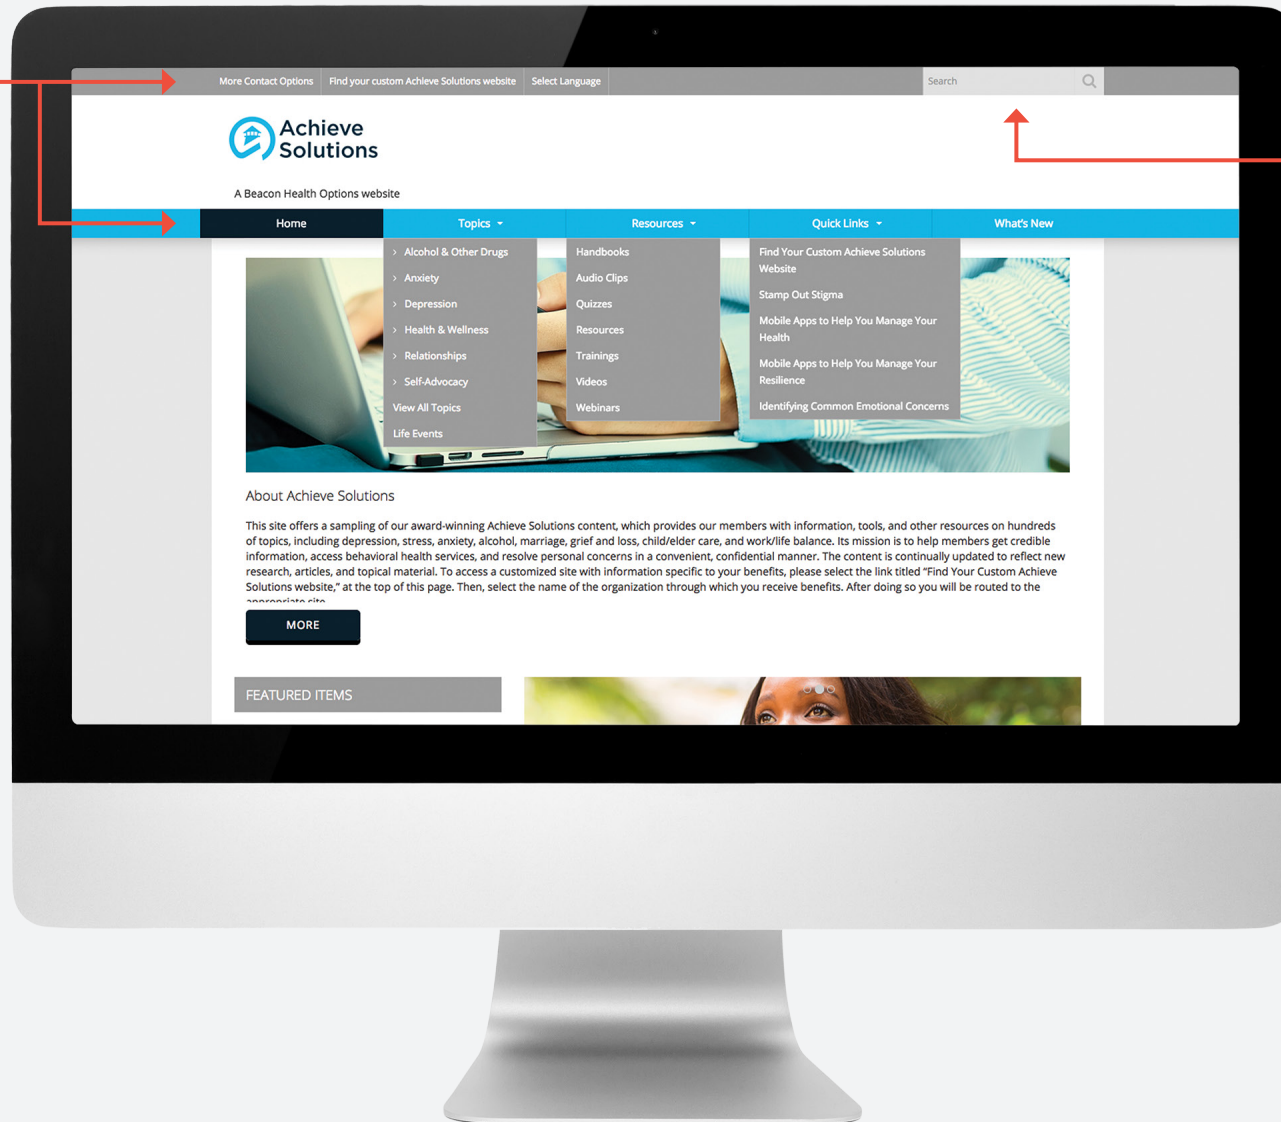 More Contact Options
Find your custom Achieve Solutions website
Select Language
Search
Achieve
Solutions
A Beacon Health Options website
Home
Topics
Resources
Quick Links
What's New
Alcohol & Other Drugs
Anxiety
Depression
Health & Wellness
Relationships
Self-Advocacy
View All Topics
Life Events
Handbooks
Audio Clips
Quizzes
Resources
Trainings
Videos
Webinars
Find Your Custom Achieve Solutions
Website
Stamp Out Stigma
Mobile Apps to Help You Manage Your
Health
Mobile Apps to Help You Manage Your
Resilience
Identifying Common Emotional Concerns
About Achieve Solutions
This site offers a sampling of our award-winning Achieve Solutions content, which provides our members with information, tools, and other resources on hundreds
of topics, including depression, stress, anxiety, alcohol, marriage, grief and loss, child/elder care, and work/life balance. Its mission is to help members get credible
information, access behavioral health services, and resolve personal concerns in a convenient, confidential manner. The content is continually updated to reflect new
research, articles, and topical material. To access a customized site with information specific to your benefits, please select the link titled “Find Your Custom Achieve
Solutions website,” at the top of this page. Then, select the name of the organization through which you receive benefits. After doing so you will be routed to the
appropriate site
MORE
FEATURED ITEMS